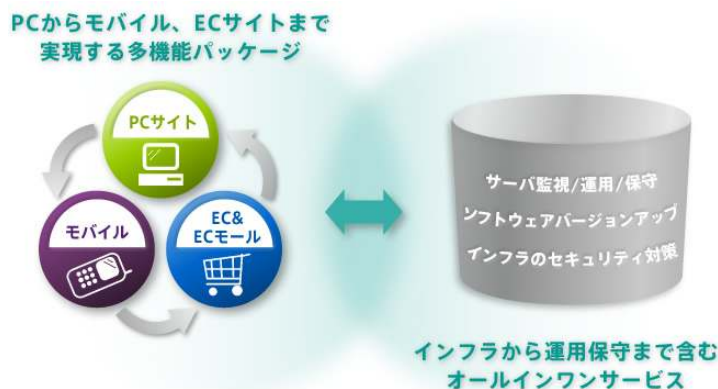 PCからモバイル、ECサイトまで
実現する多機能パッケージ
PCサイト
モバイル
EC&
ECモール
サーバ監視/運用/保守
ソフトウェアバージョンアップ
インフラのセキュリティ対策
インフラから運用保守まで含む
オールインワンサービス